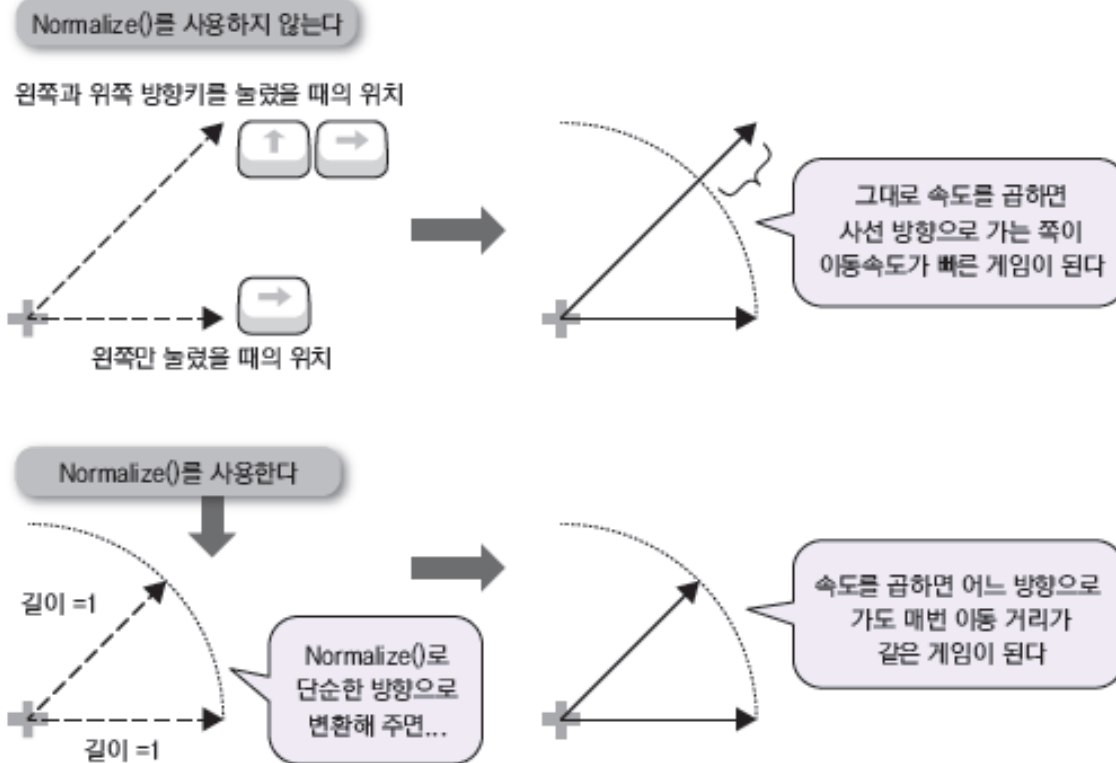 Normalize()를 사용하지 않는다
왼쪽과 위쪽 방향키를 눌렀을 때의 위치
왼쪽만 눌렀을 때의 위치
그대로 속도를 곱하면
사선 방향으로 가는 쪽이
이동속도가 빠른 게임이 된다
Normalize()를 사용한다
길이 =1
길이 =1
Normalize()로
단순한 방향으로
변환해 주면...
속도를 곱하면 어느 방향으로
가도 매번 이동 거리가
같은 게임이 된다